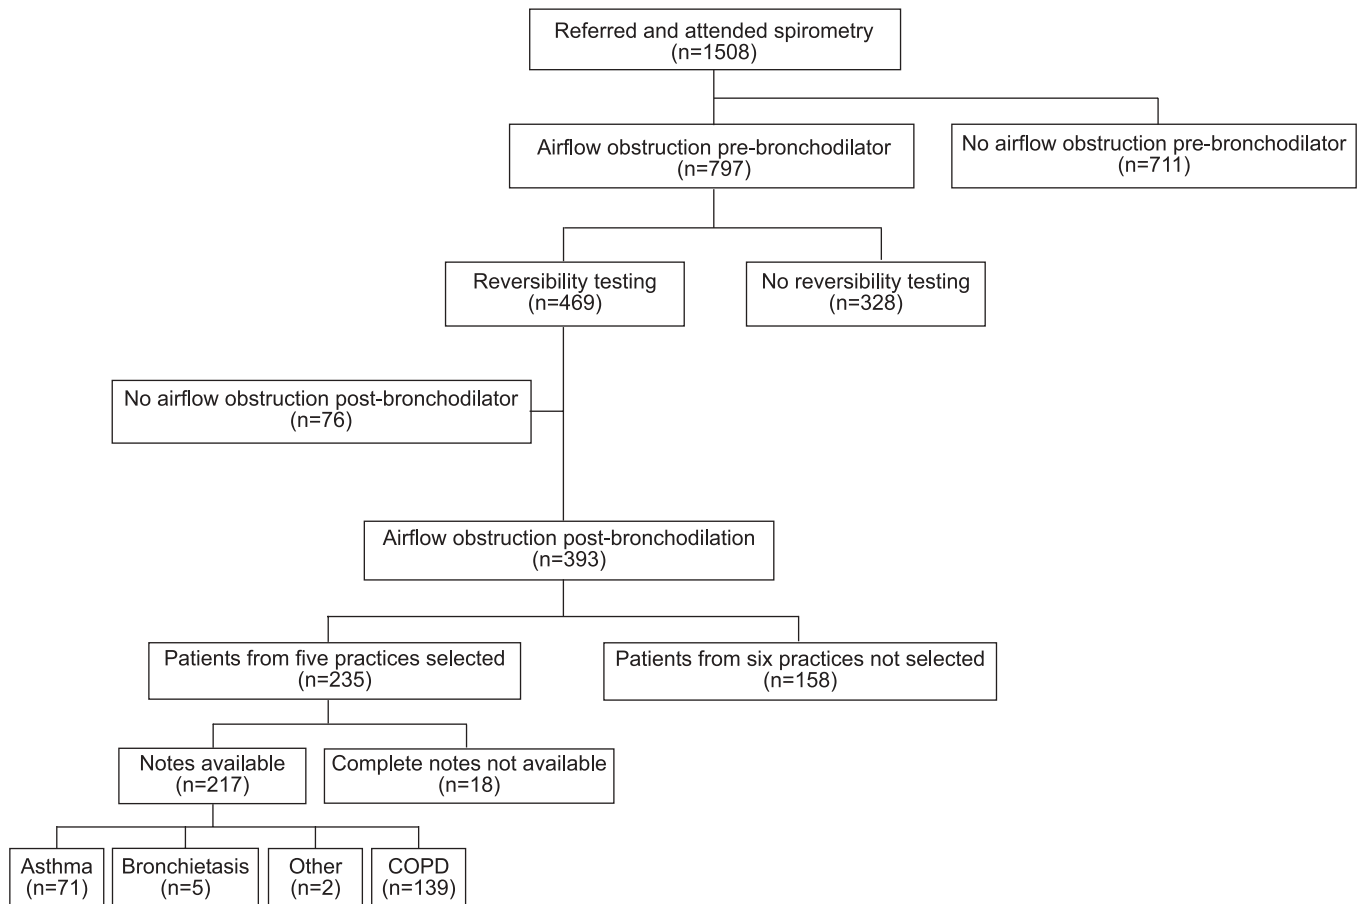 Referred and attended spirometry
(n=1508)
Airflow obstruction pre-bronchodilator
(n=797)
No airflow obstruction pre-bronchodilator
(n=711)
Reversibility testing
(n=469)
No reversibility testing
(n=328)
No airflow obstruction post-bronchodilator
(n=76)
Airflow obstruction post-bronchodilation
(n=393)
Patients from five practices selected
(n=235)
Patients from six practices not selected
(n=158)
Notes available
(n=217)
Complete notes not available
(n=18)
Asthma
(n=71)
Bronchietasis
(n=5)
Other
(n=2)
COPD
(n=139)